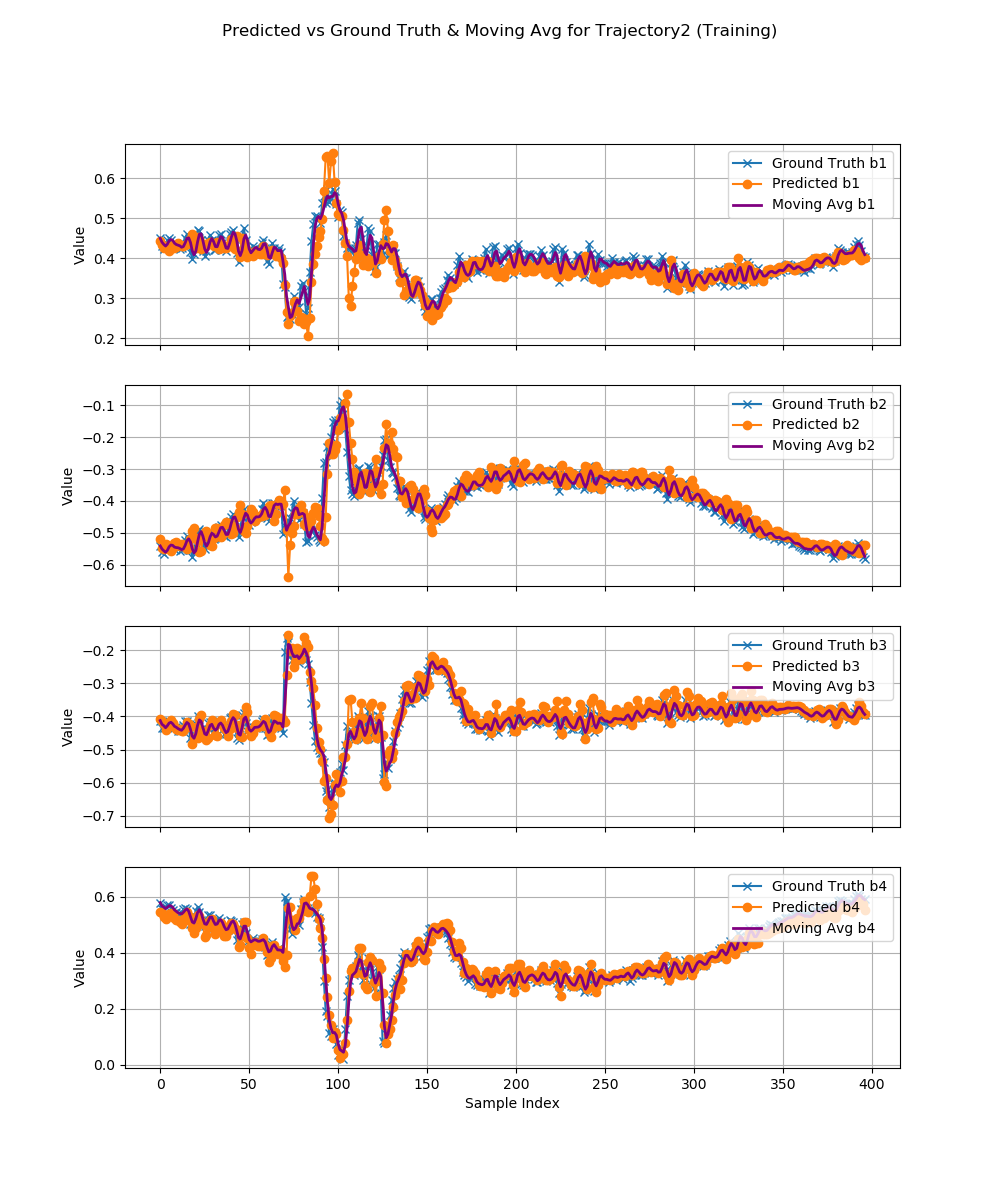 Predicted vs Ground Truth & Moving Avg for Trajectory2 (Training)
0.6
0.5
0.4
0.3
0.2
Value
Ground Truth b1
Predicted b1
Moving Avg b1
−0.1
−0.2
−0.3
−0.4
−0.5
−0.6
Value
Ground Truth b2
Predicted b2
Moving Avg b2
−0.2
−0.3
−0.4
−0.5
−0.6
−0.7
Value
Ground Truth b3
Predicted b3
Moving Avg b3
0.6
0.4
0.2
0.0
Value
Ground Truth b4
Predicted b4
Moving Avg b4
0 50 100 150 200 250 300 350 400
Sample Index